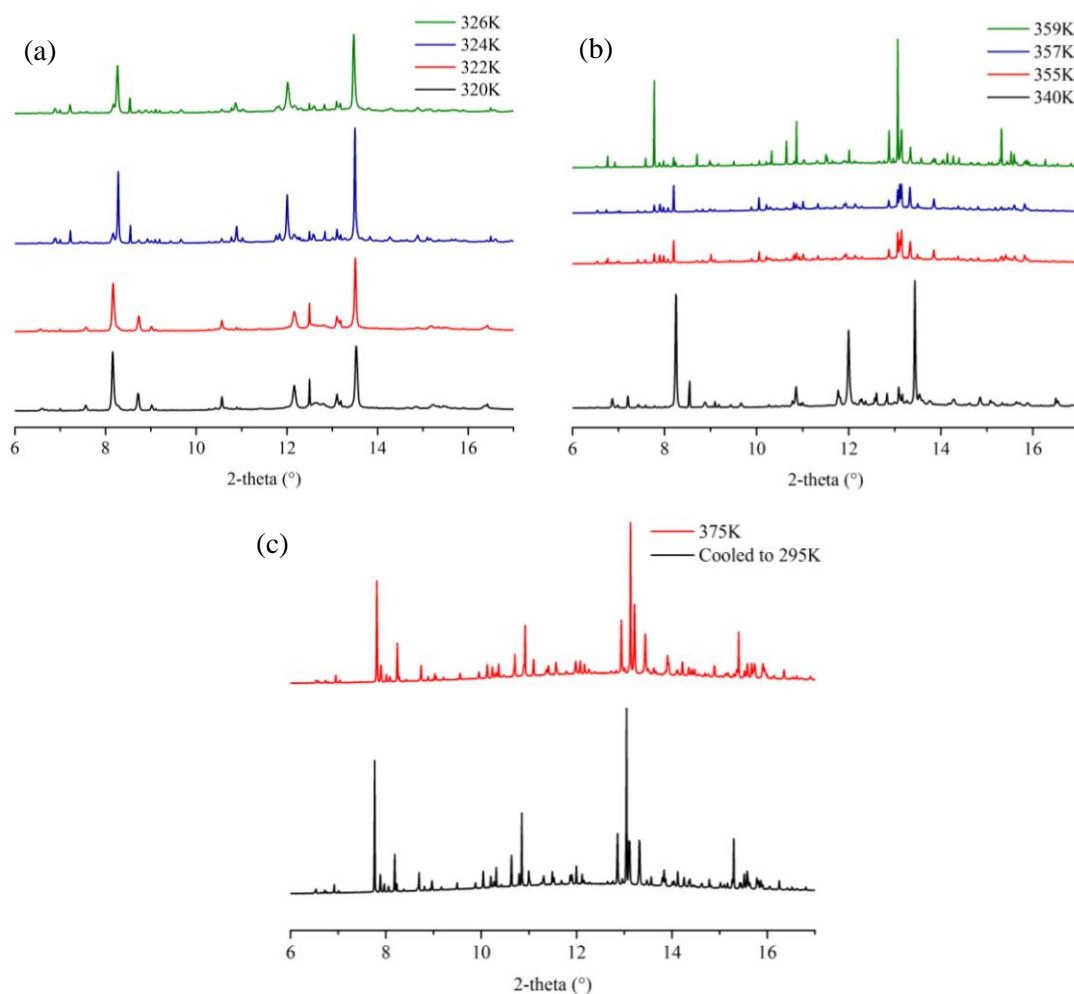 (a)
326K
324K
322K
320K
6 8 10 12 14 16
2-theta (°)
(b)
359K
357K
355K
340K
6 8 10 12 14 16
2-theta (°)
(c)
375K
Cooled to 295K
6 8 10 12 14 16
2-theta (°)